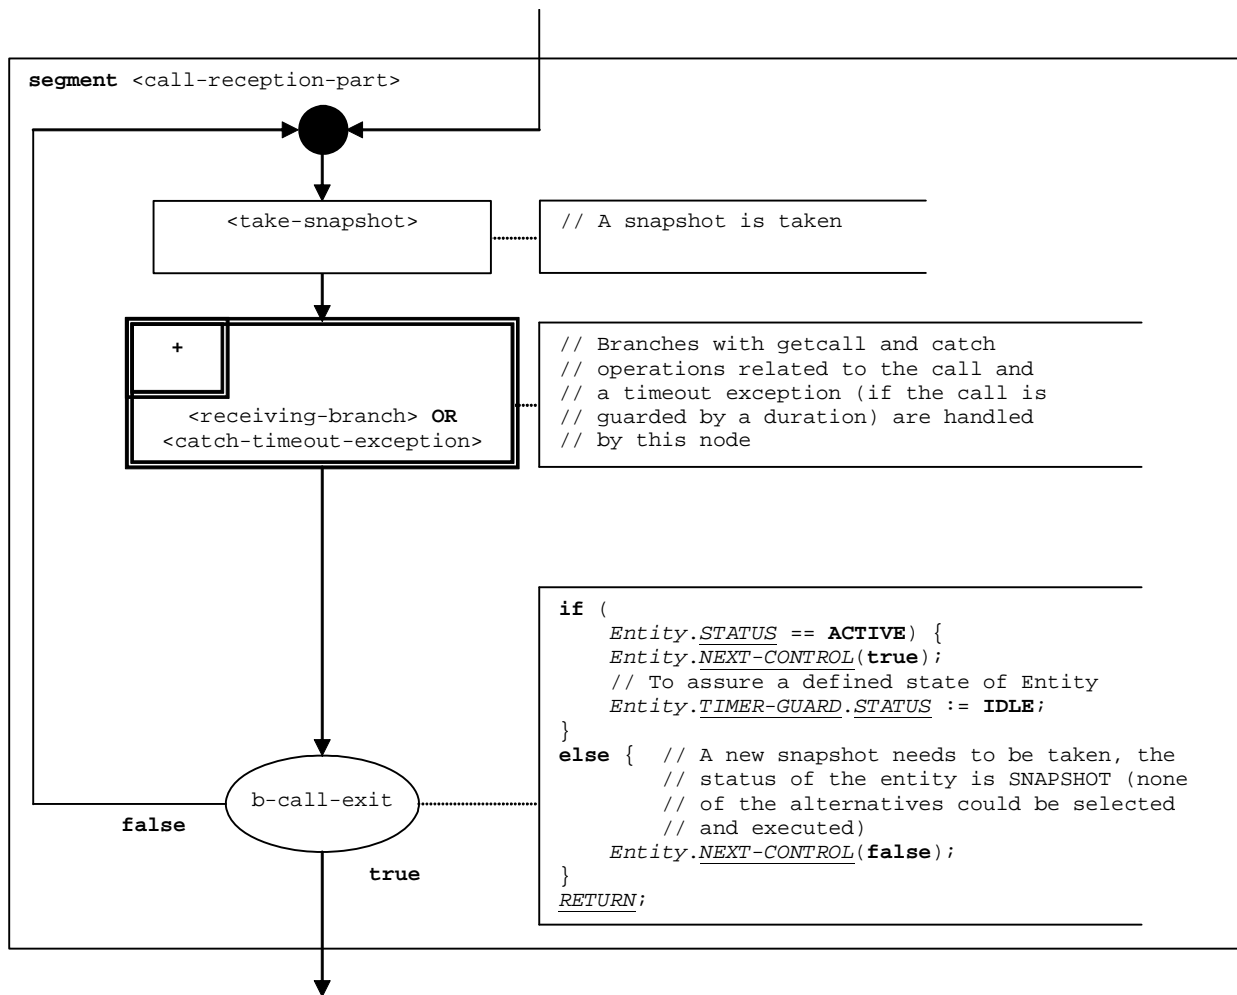 segment <call-reception-part>
<take-snapshot>
// A snapshot is taken
+
<receiving-branch> OR
<catch-timeout-exception>
// Branches with getcall and catch
// operations related to the call and
// a timeout exception (if the call is
// guarded by a duration) are handled
// by this node
b-call-exit
false
true
if (
Entity.STATUS == ACTIVE) {
Entity.NEXT-CONTROL(true);
// To assure a defined state of Entity
Entity.TIMER-GUARD.STATUS := IDLE;
}
else { // A new snapshot needs to be taken, the
// status of the entity is SNAPSHOT (none
// of the alternatives could be selected
// and executed)
Entity.NEXT-CONTROL(false);
}
RETURN;